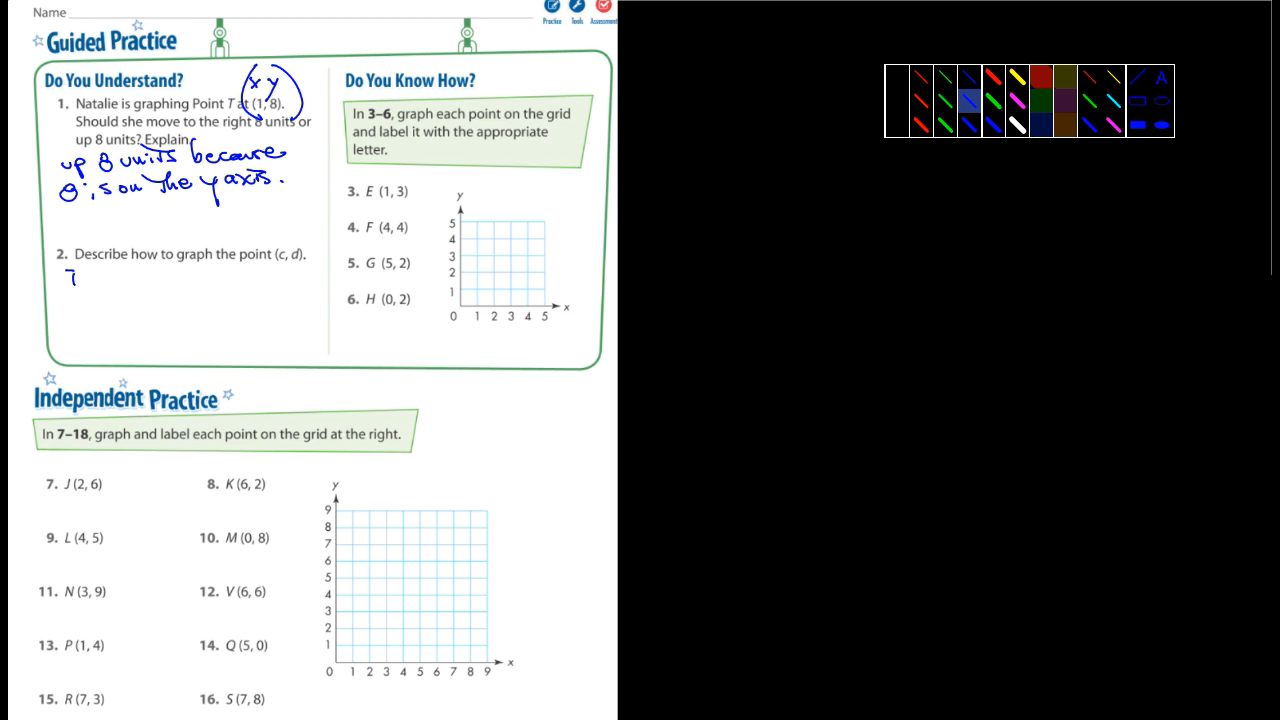 Name
Practice Tools Assessment
Guided Practice
Do You Understand?
x y
1. Natalie is graphing Point T at (1, 8).
Should she move to the right 8 units or
up 8 units? Explain.
up 8 units because
8 is on the y axis.
2. Describe how to graph the point (c, d).
Do You Know How?
In 3–6, graph each point on the grid
and label it with the appropriate
letter.
3. E (1, 3)
4. F (4, 4)
5. G (5, 2)
6. H (0, 2)
y
5
4
3
2
1
0 1 2 3 4 5 x
Independent Practice
In 7–18, graph and label each point on the grid at the right.
7. J (2, 6)
8. K (6, 2)
9. L (4, 5)
10. M (0, 8)
11. N (3, 9)
12. V (6, 6)
13. P (1, 4)
14. Q (5, 0)
15. R (7, 3)
16. S (7, 8)
y
9
8
7
6
5
4
3
2
1
0 1 2 3 4 5 6 7 8 9 x
A